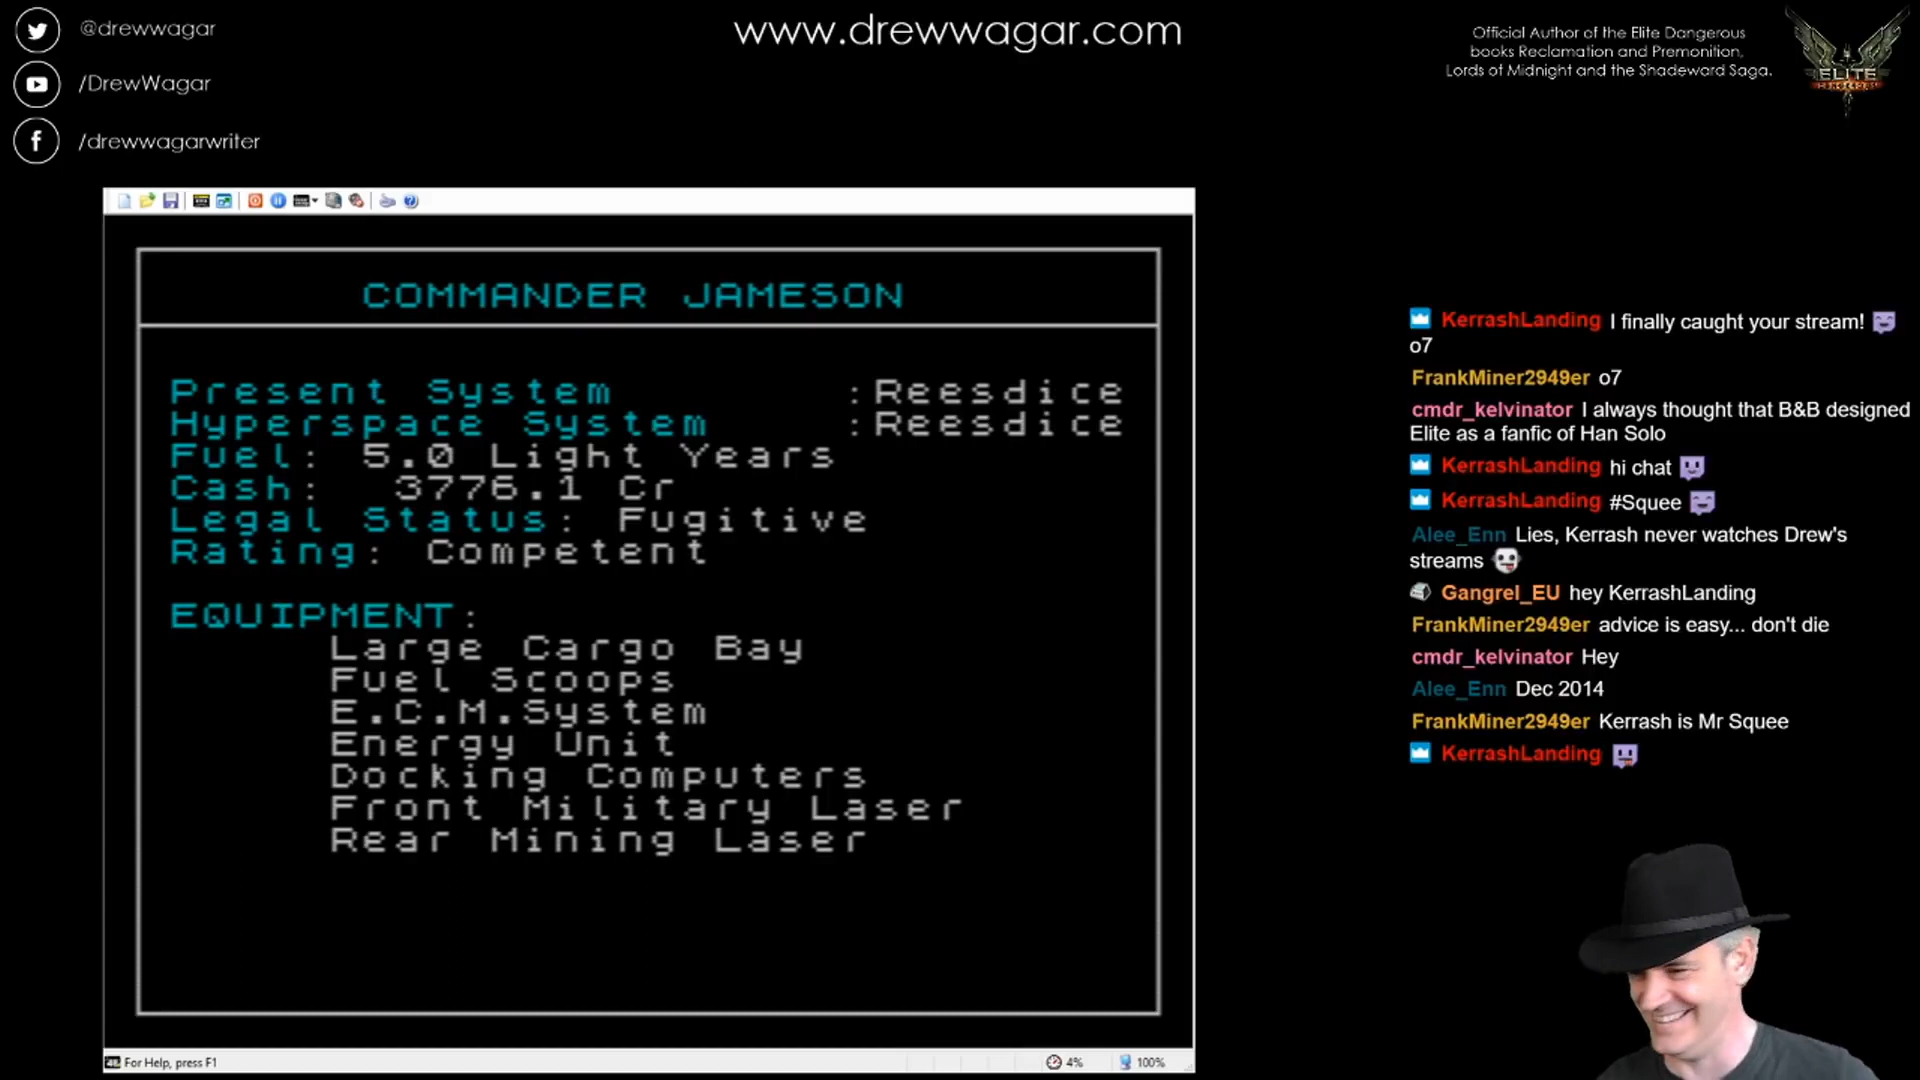 @drewwagar
/DrewWagar
/drewwagarwriter
www.drewwagar.com
Official Author of the Elite Dangerous
books Reclamation and Premonition,
Lords of Midnight and the Shadeward Saga.
ELITE
DANGEROUS
COMMANDER JAMESON
Present System :Reesdice
Hyperspace System :Reesdice
Fuel: 5.0 Light Years
Cash: 3776.1 Cr
Legal Status: Fugitive
Rating: Competent
EQUIPMENT:
Large Cargo Bay
Fuel Scoops
E.C.M.System
Energy Unit
Docking Computers
Front Military Laser
Rear Mining Laser
For Help, press F1
4%
100%
KerrashLanding I finally caught your stream!
o7
FrankMiner2949er o7
cmdr_kelvinator I always thought that B&B designed
Elite as a fanfic of Han Solo
KerrashLanding hi chat
KerrashLanding #Squee
Alee_Enn Lies, Kerrash never watches Drew's
streams
Gangrel_EU hey KerrashLanding
FrankMiner2949er advice is easy... don't die
cmdr_kelvinator Hey
Alee_Enn Dec 2014
FrankMiner2949er Kerrash is Mr Squee
KerrashLanding